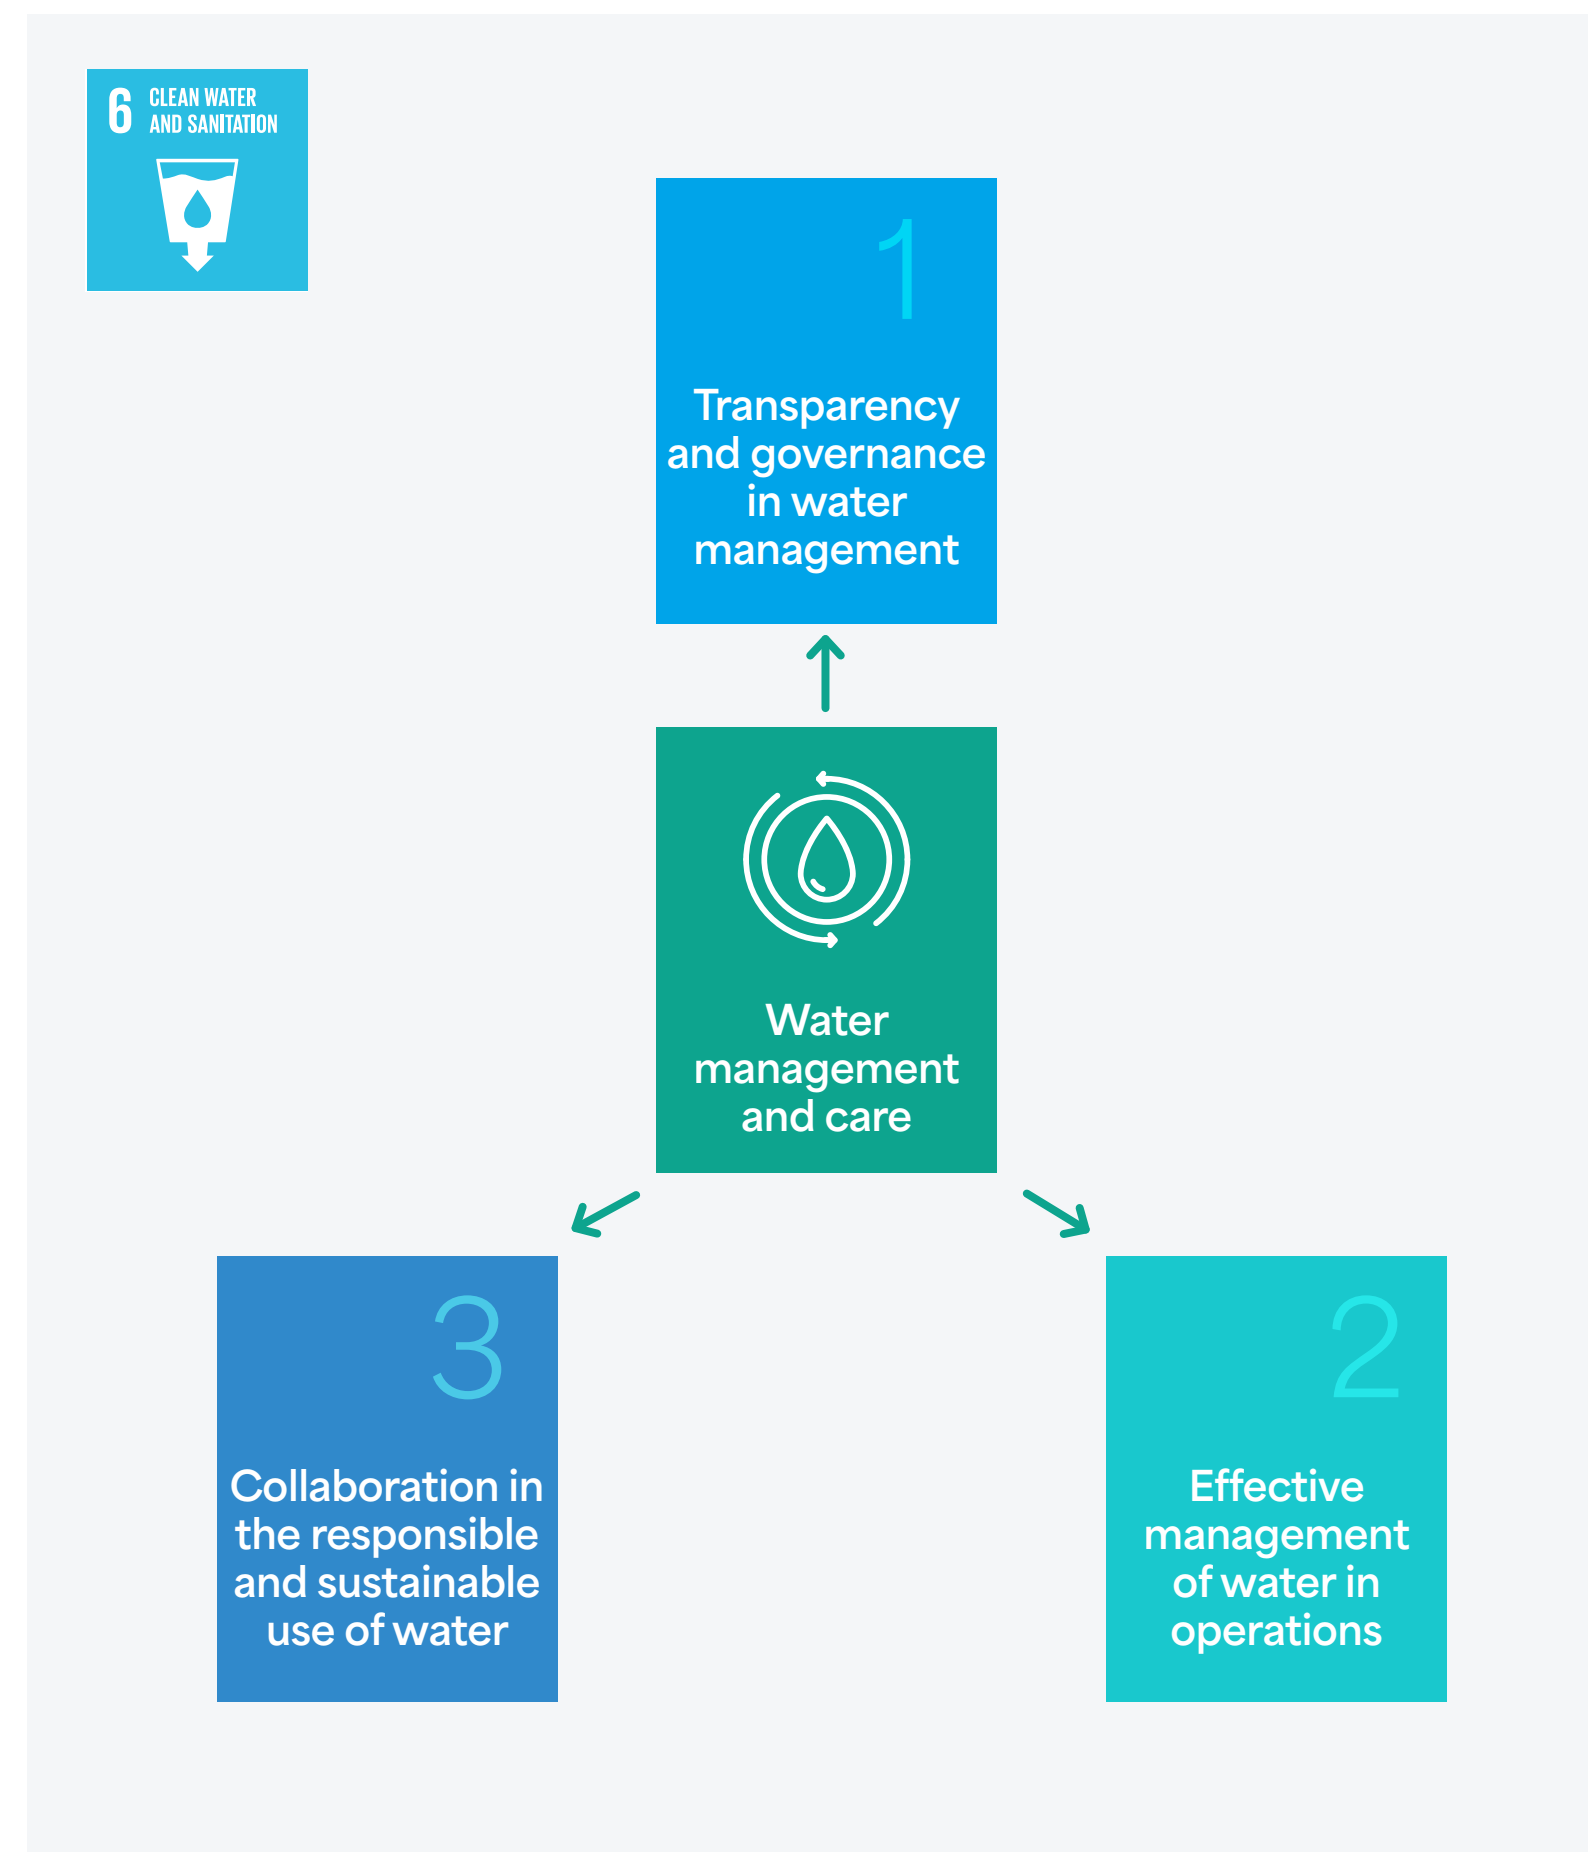 6
CLEAN WATER
AND SANITATION
1
Transparency
and governance
in water
management
Water
management
and care
3
Collaboration in
the responsible
and sustainable
use of water
2
Effective
management
of water in
operations